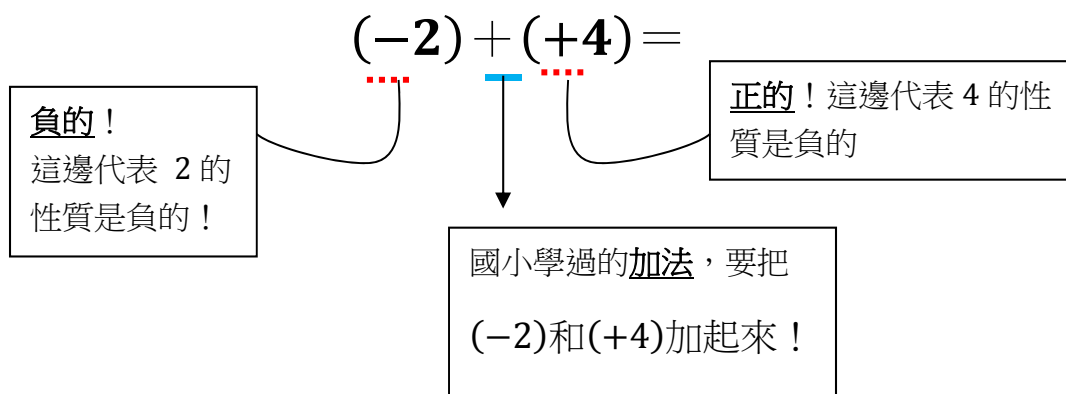 (−2)＋(+4)＝
負的！
這邊代表 2 的
性質是負的！
正的！這邊代表 4 的性
質是負的
國小學過的加法，要把
(−2)和(+4)加起來！